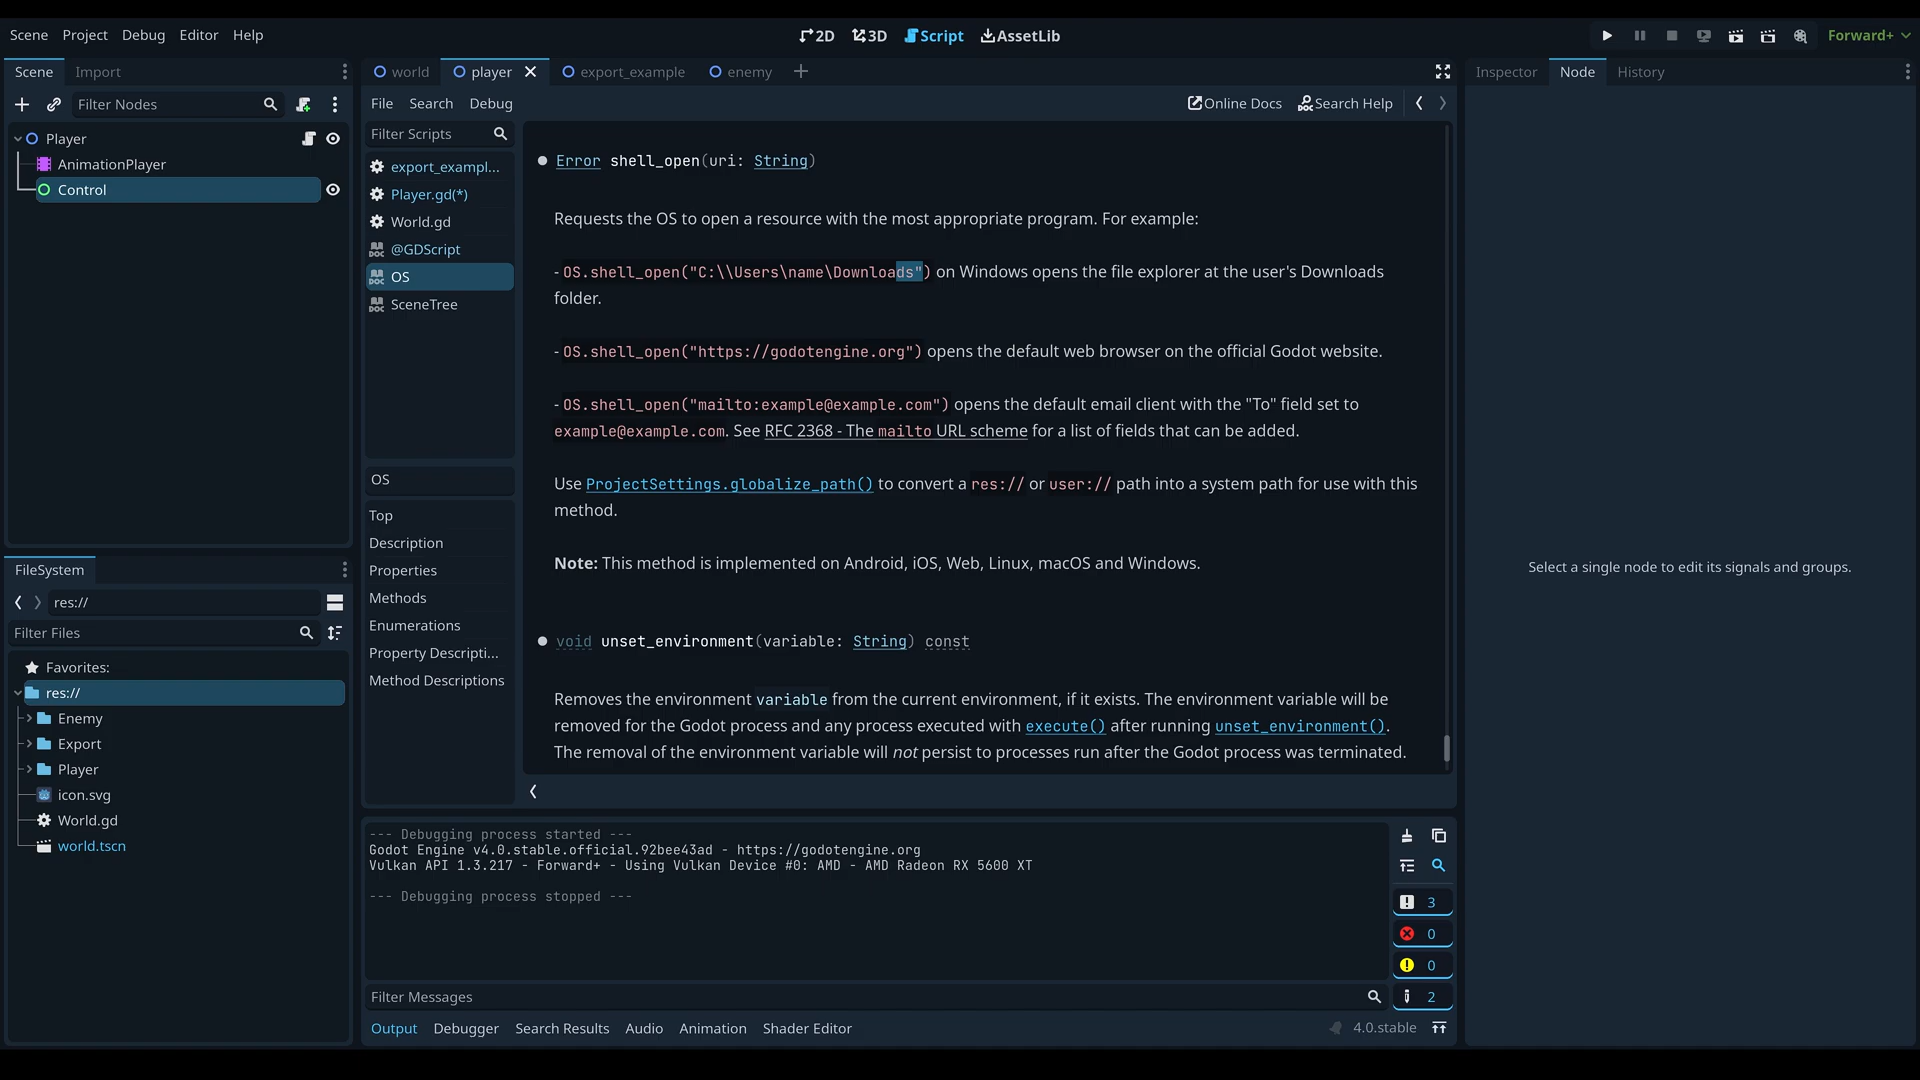 Scene Project Debug Editor Help
2D 3D Script AssetLib
Forward+
Scene Import
Filter Nodes
Player
AnimationPlayer
Control
FileSystem
res://
Filter Files
Favorites:
res://
Enemy
Export
Player
icon.svg
World.gd
world.tscn
world player export_example enemy
File Search Debug
Online Docs Search Help
Filter Scripts
export_exampl...
Player.gd(*)
World.gd
@GDScript
OS
SceneTree
OS
Top
Description
Properties
Methods
Enumerations
Property Descripti...
Method Descriptions
Error shell_open(uri: String)
Requests the OS to open a resource with the most appropriate program. For example:
- OS.shell_open("C:\\Users\name\Downloads") on Windows opens the file explorer at the user's Downloads
folder.
- OS.shell_open("https://godotengine.org") opens the default web browser on the official Godot website.
- OS.shell_open("mailto:example@example.com") opens the default email client with the "To" field set to
example@example.com. See RFC 2368 - The mailto URL scheme for a list of fields that can be added.
Use ProjectSettings.globalize_path() to convert a res:// or user:// path into a system path for use with this
method.
Note: This method is implemented on Android, iOS, Web, Linux, macOS and Windows.
void unset_environment(variable: String) const
Removes the environment variable from the current environment, if it exists. The environment variable will be
removed for the Godot process and any process executed with execute() after running unset_environment().
The removal of the environment variable will not persist to processes run after the Godot process was terminated.
--- Debugging process started ---
Godot Engine v4.0.stable.official.92bee43ad - https://godotengine.org
Vulkan API 1.3.217 - Forward+ - Using Vulkan Device #0: AMD - AMD Radeon RX 5600 XT
--- Debugging process stopped ---
3
0
0
2
Filter Messages
Output Debugger Search Results Audio Animation Shader Editor
4.0.stable
Inspector Node History
Select a single node to edit its signals and groups.